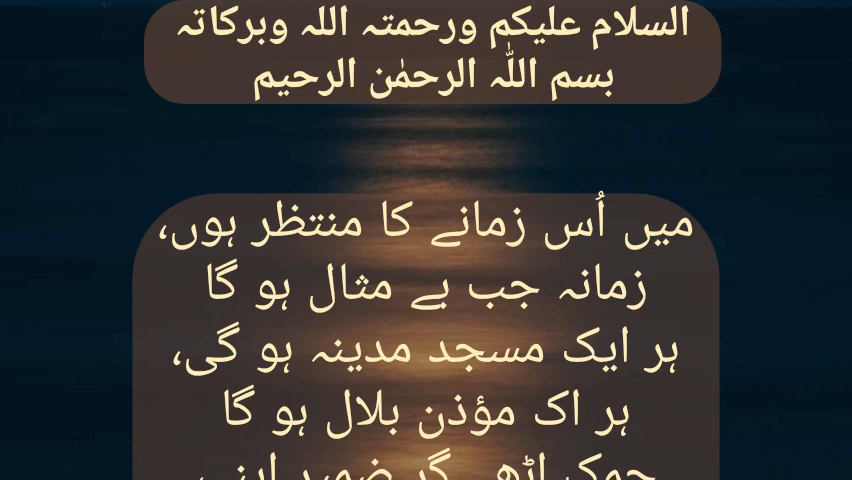 السلام علیکم ورحمتہ اللہ وبرکاتہ
بسم اللّٰہ الرحمٰن الرحیم
میں اُس زمانے کا منتظر ہوں،
زمانہ جب بے مثال ہو گا
ہر ایک مسجد مدینہ ہو گی،
ہر اک مؤذن بلال ہو گا